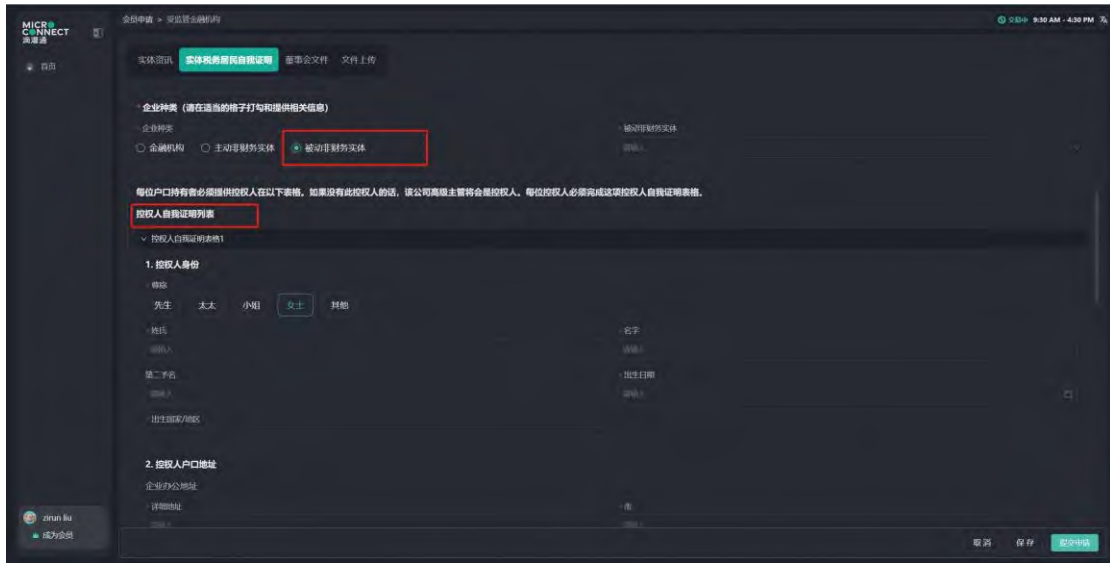 MICRO CONNECT
滴灌通
会员申请 > 受监管金融机构
交易中 9:30 AM - 4:30 PM
首页
实体资讯 实体税务居民自我证明 董事会文件 文件上传
* 企业种类（请在适当的格子打勾和提供相关信息）
企业种类 被动非财务实体
金融机构 主动非财务实体 被动非财务实体 请输入
每位户口持有者必须提供控权人在以下表格。如果没有此控权人的话，该公司高级主管将会是控权人。每位控权人必须完成这项控权人自我证明表格。
控权人自我证明列表
控权人自我证明表格1
1. 控权人身份
尊称
先生 太太 小姐 女士 其他
姓氏 名字
请输入 请输入
第二予名 出生日期
请输入 请输入
出生国家/地区
2. 控权人户口地址
企业办公地址
详细地址 市
请输入 请输入
zirun liu
成为会员
取消 保存 提交申请